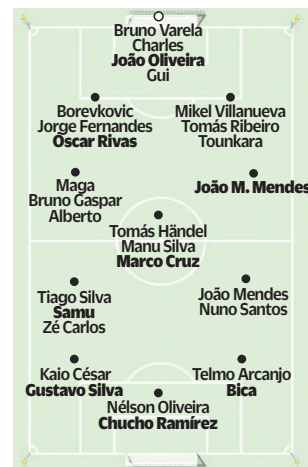 Bruno Varela
Charles
João Oliveira
Gui
Borevkovic
Jorge Fernandes
Óscar Rivas
Mikel Villanueva
Tomás Ribeiro
Tounkara
Maga
Bruno Gaspar
Alberto
João M. Mendes
Tomás Händel
Manu Silva
Marco Cruz
Tiago Silva
Samu
Zé Carlos
João Mendes
Nuno Santos
Kaio César
Gustavo Silva
Telmo Arcanjo
Bica
Nélson Oliveira
Chucho Ramírez